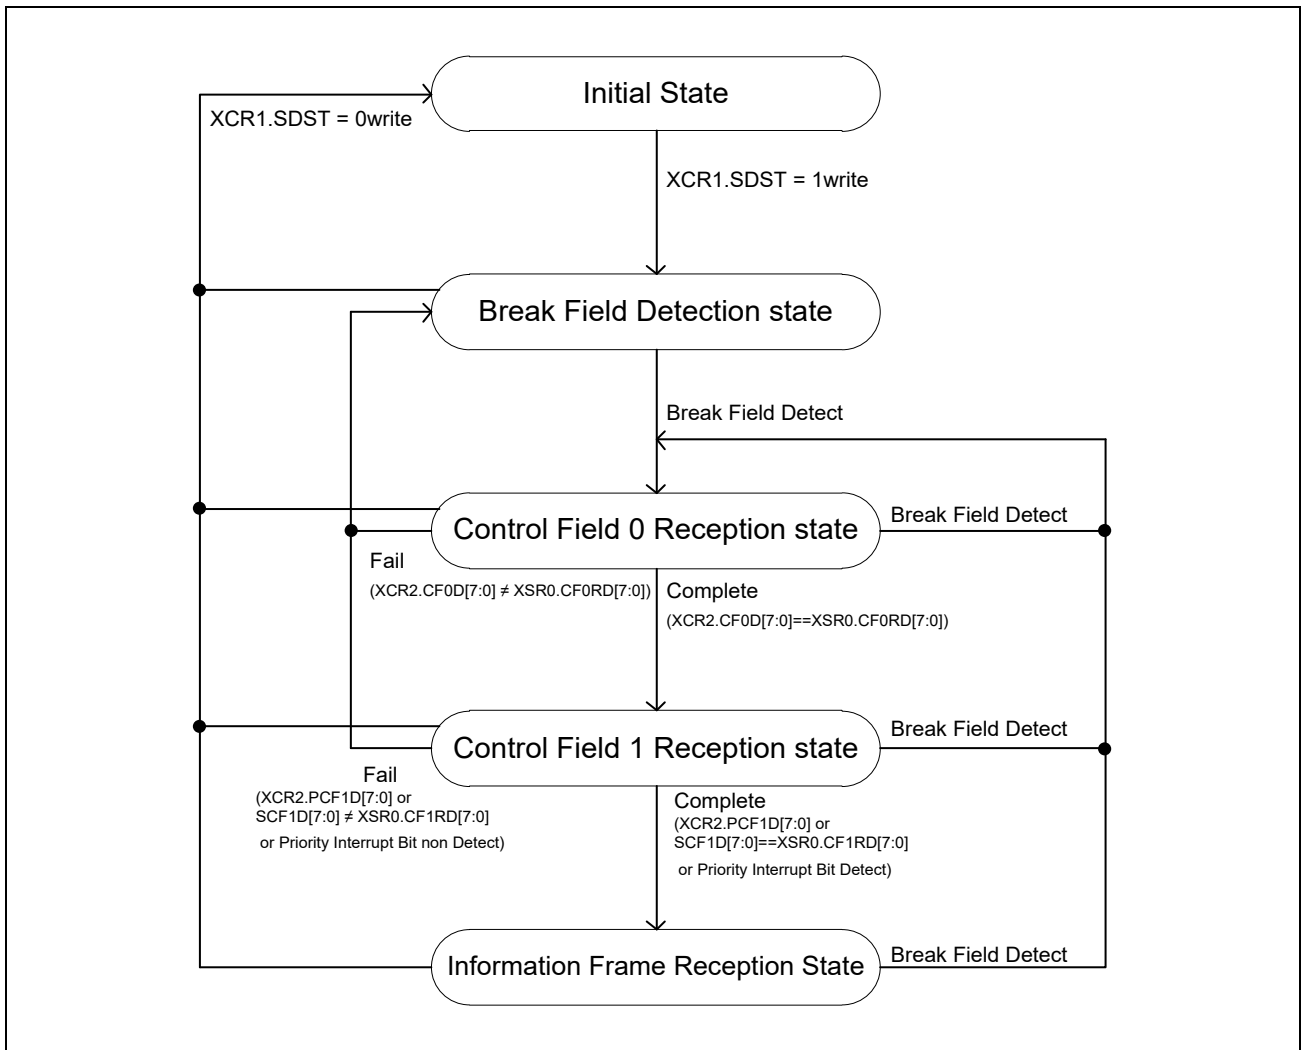 Initial State
XCR1.SDST = 0write
XCR1.SDST = 1write
Break Field Detection state
Break Field Detect
Control Field 0 Reception state
Break Field Detect
Fail
(XCR2.CF0D[7:0] ≠ XSR0.CF0RD[7:0])
Complete
(XCR2.CF0D[7:0]==XSR0.CF0RD[7:0])
Control Field 1 Reception state
Break Field Detect
Fail
(XCR2.PCF1D[7:0] or
SCF1D[7:0] ≠ XSR0.CF1RD[7:0]
or Priority Interrupt Bit non Detect)
Complete
(XCR2.PCF1D[7:0] or
SCF1D[7:0]==XSR0.CF1RD[7:0]
or Priority Interrupt Bit Detect)
Information Frame Reception State
Break Field Detect